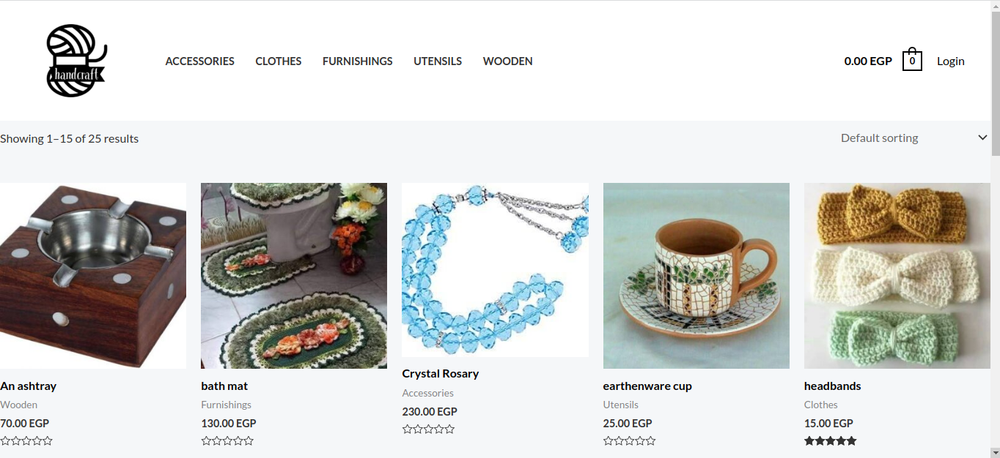 handcraft
ACCESSORIES CLOTHES FURNISHINGS UTENSILS WOODEN
0.00 EGP 0 Login
Showing 1–15 of 25 results
Default sorting
An ashtray
Wooden
70.00 EGP
bath mat
Furnishings
130.00 EGP
Crystal Rosary
Accessories
230.00 EGP
earthenware cup
Utensils
25.00 EGP
headbands
Clothes
15.00 EGP